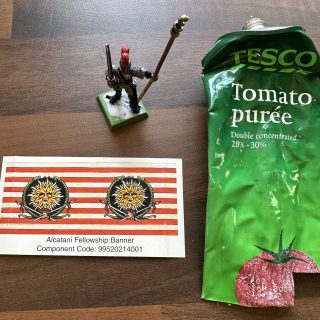 TESCO
Tomato
purée
Double concentrated
28% - 30%
Alcatani Fellowship Banner
Component Code: 99520214001